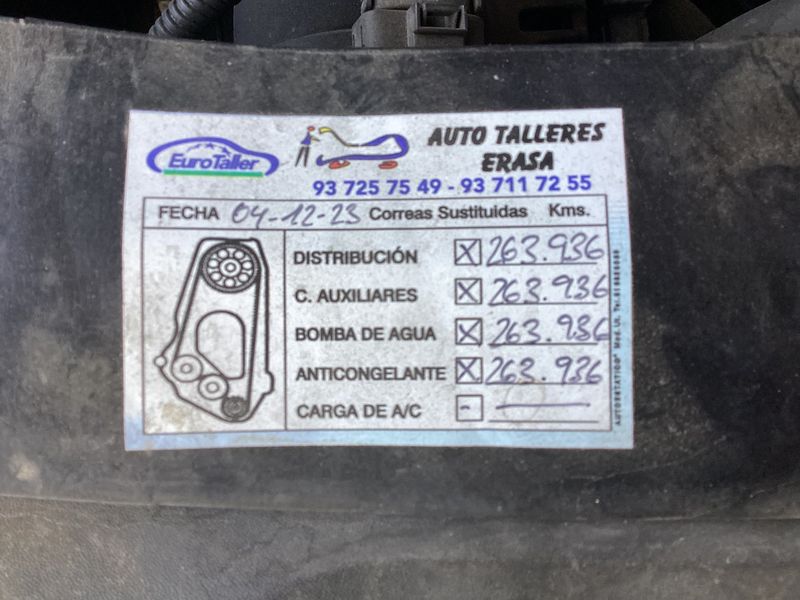 EuroTaller
AUTO TALLERES
ERASA
93 725 75 49 - 93 711 72 55
FECHA 04-12-23 Correas Sustituidas Kms.
DISTRIBUCIÓN X 263.936
C. AUXILIARES X 263.936
BOMBA DE AGUA X 263.936
ANTICONGELANTE X 263.936
CARGA DE A/C -